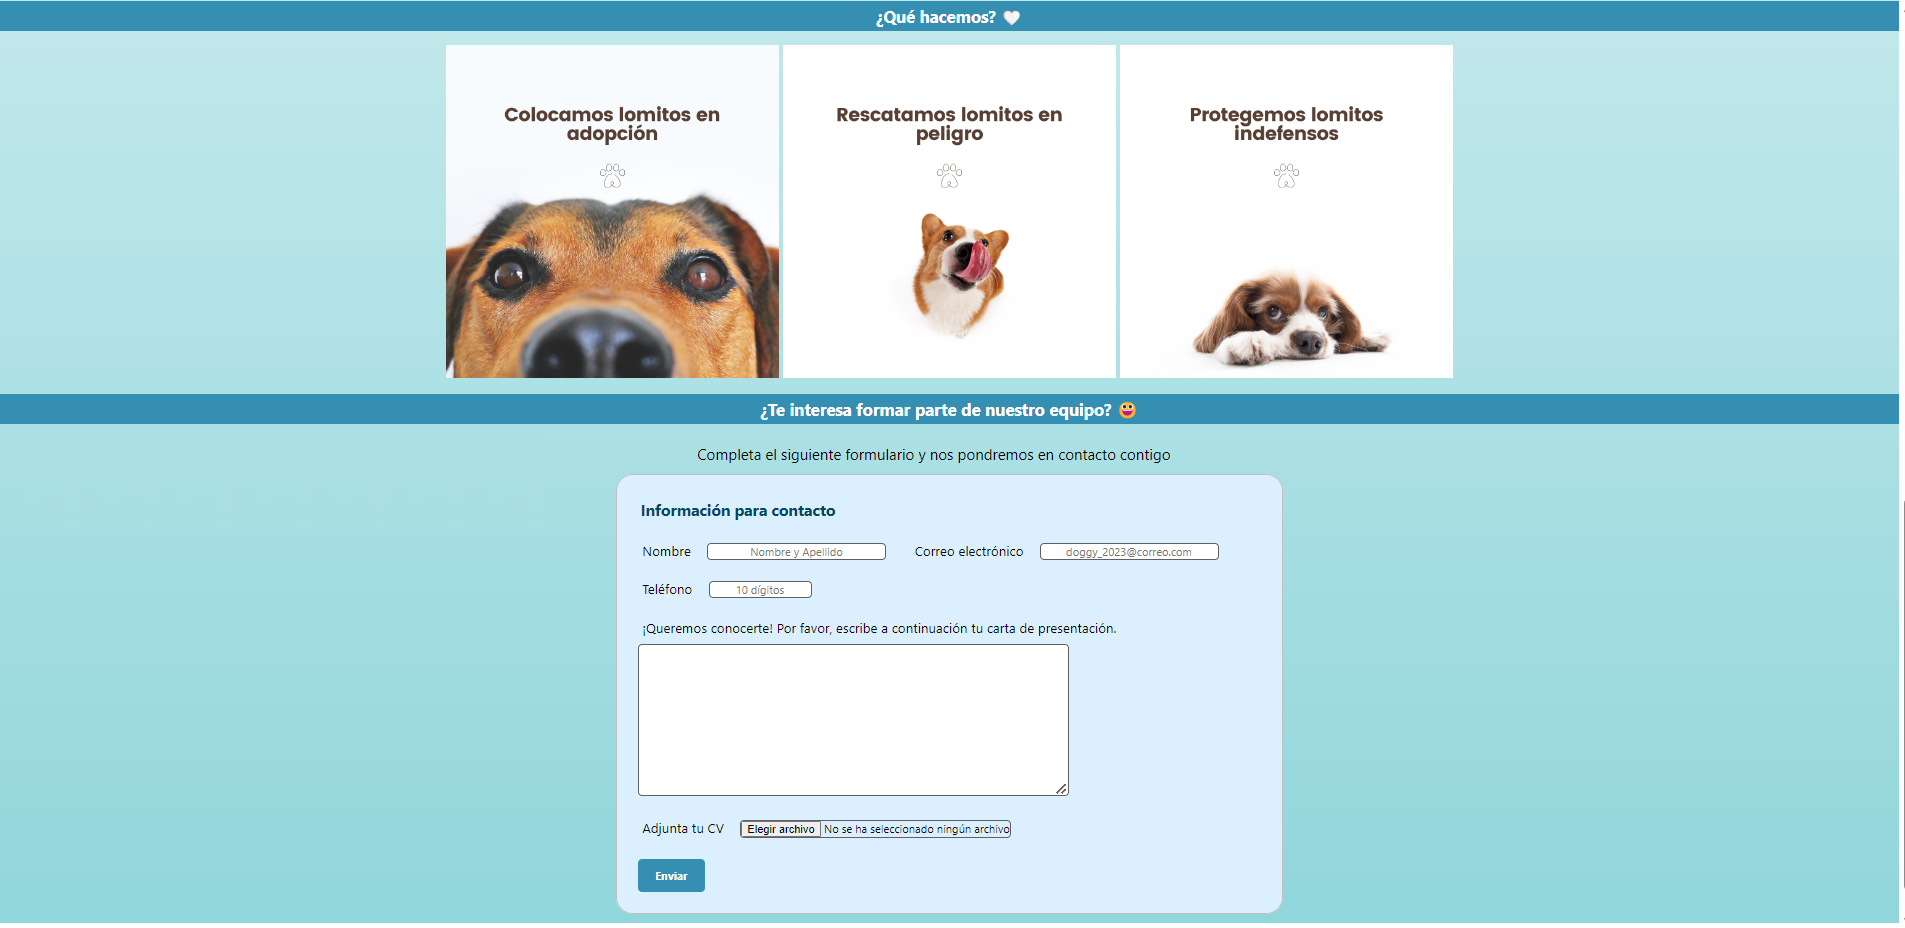 ¿Qué hacemos? 🤍
Colocamos lomitos en
adopción
Rescatamos lomitos en
peligro
Protegemos lomitos
indefensos
¿Te interesa formar parte de nuestro equipo? 😀
Completa el siguiente formulario y nos pondremos en contacto contigo
Información para contacto
Nombre Nombre y Apellido Correo electrónico doggy_2023@correo.com
Teléfono 10 dígitos
¡Queremos conocerte! Por favor, escribe a continuación tu carta de presentación.
Adjunta tu CV Elegir archivo No se ha seleccionado ningún archivo
Enviar